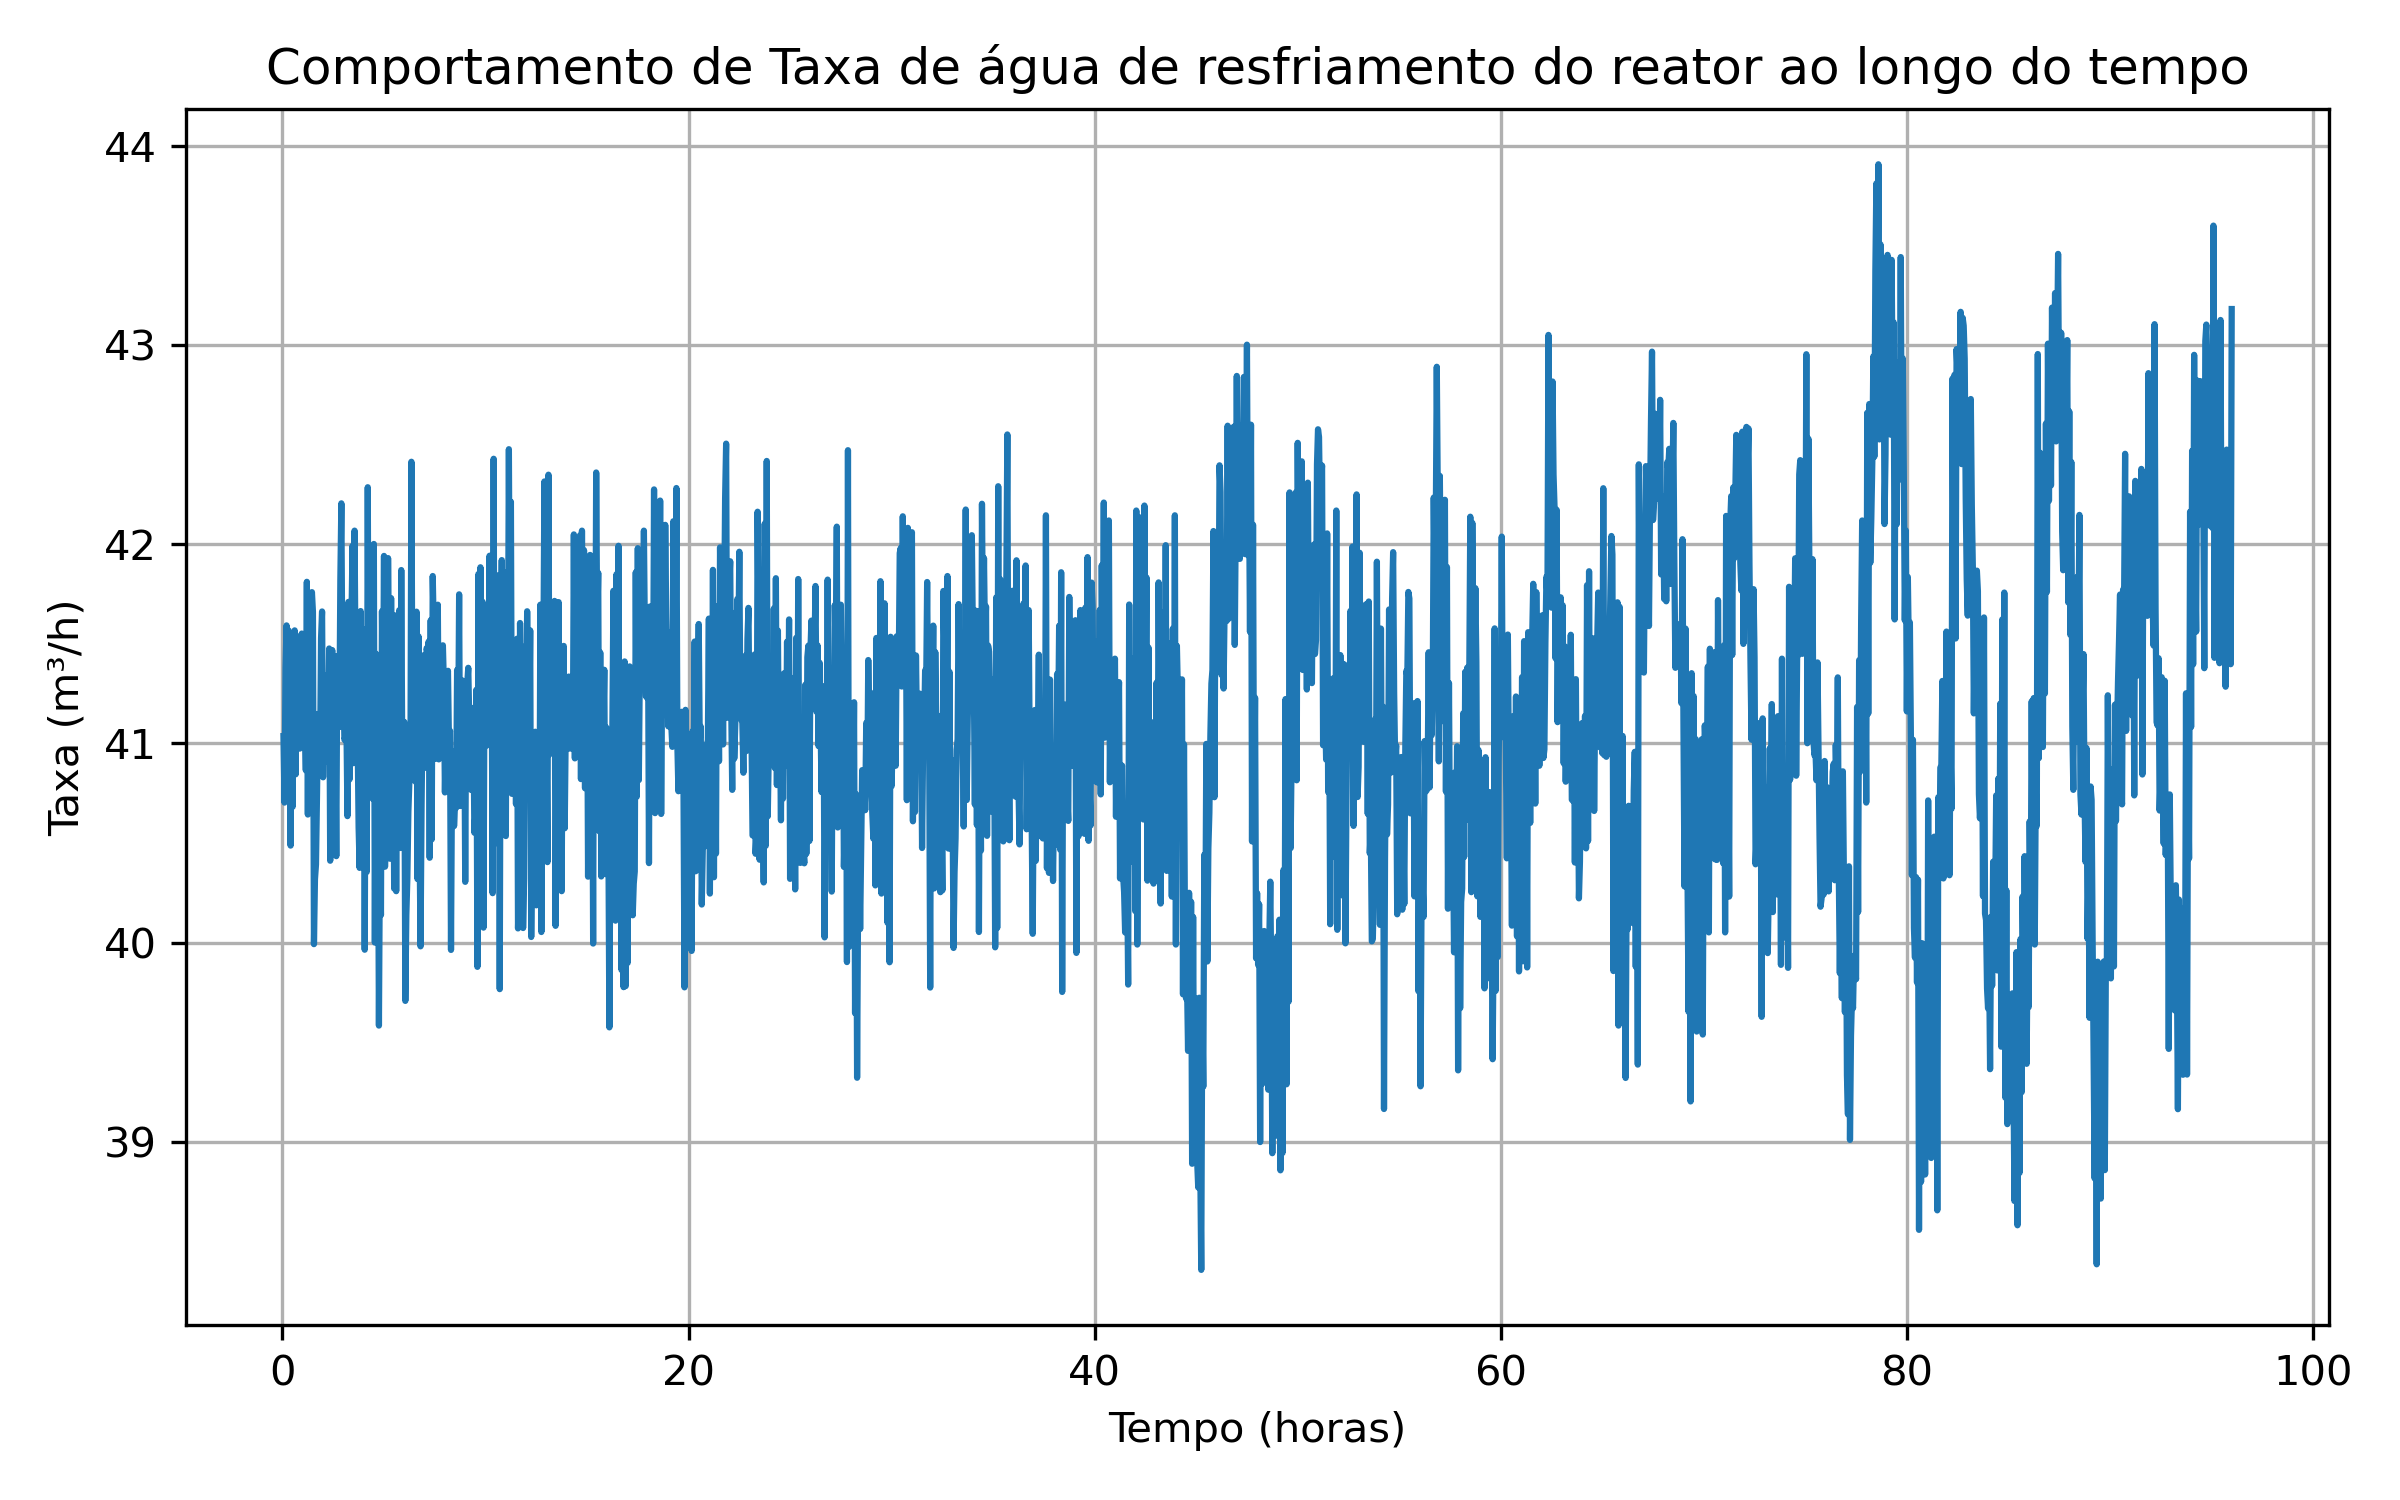 Comportamento de Taxa de água de resfriamento do reator ao longo do tempo
44
43
42
41
40
39
Taxa (m³/h)
0 20 40 60 80 100
Tempo (horas)